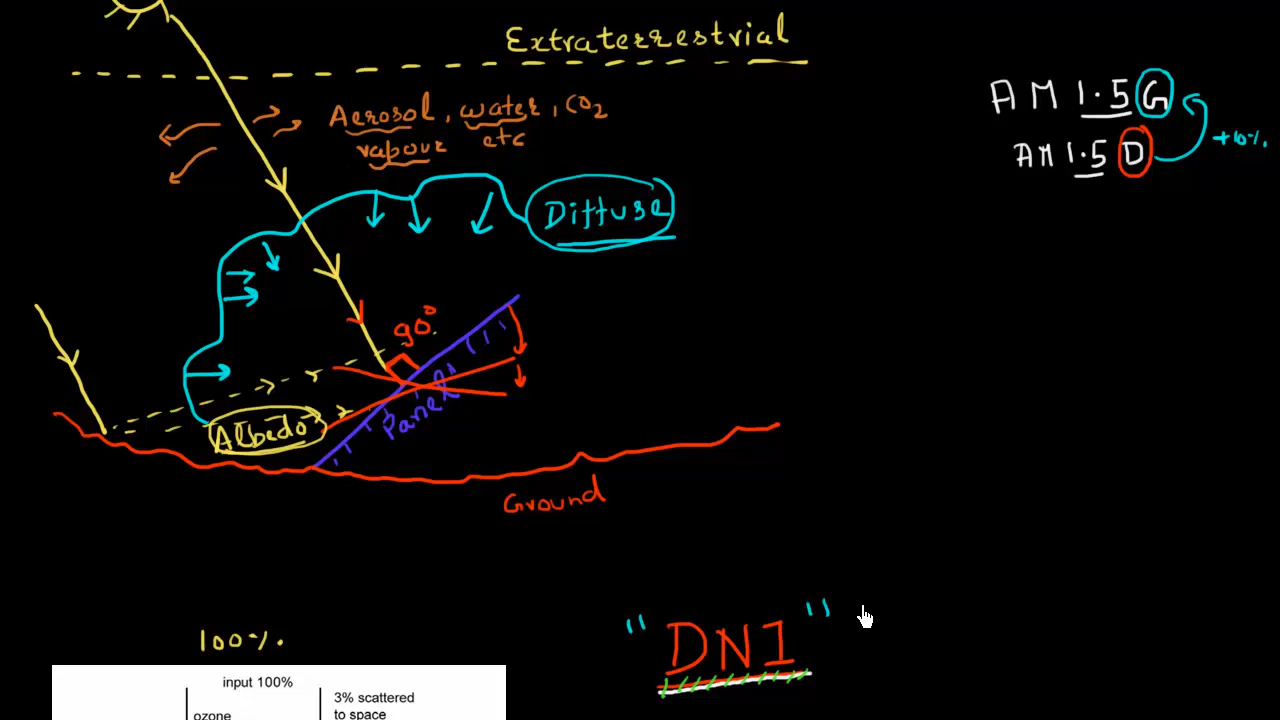 Extraterrestrial
AM 1.5 G
Aerosol, water, CO2
vapour etc
AM 1.5 D
+10%
Diffuse
90°
Panel
Albedo
Ground
100%
"DNI"
input 100%
3% scattered
to space
ozone